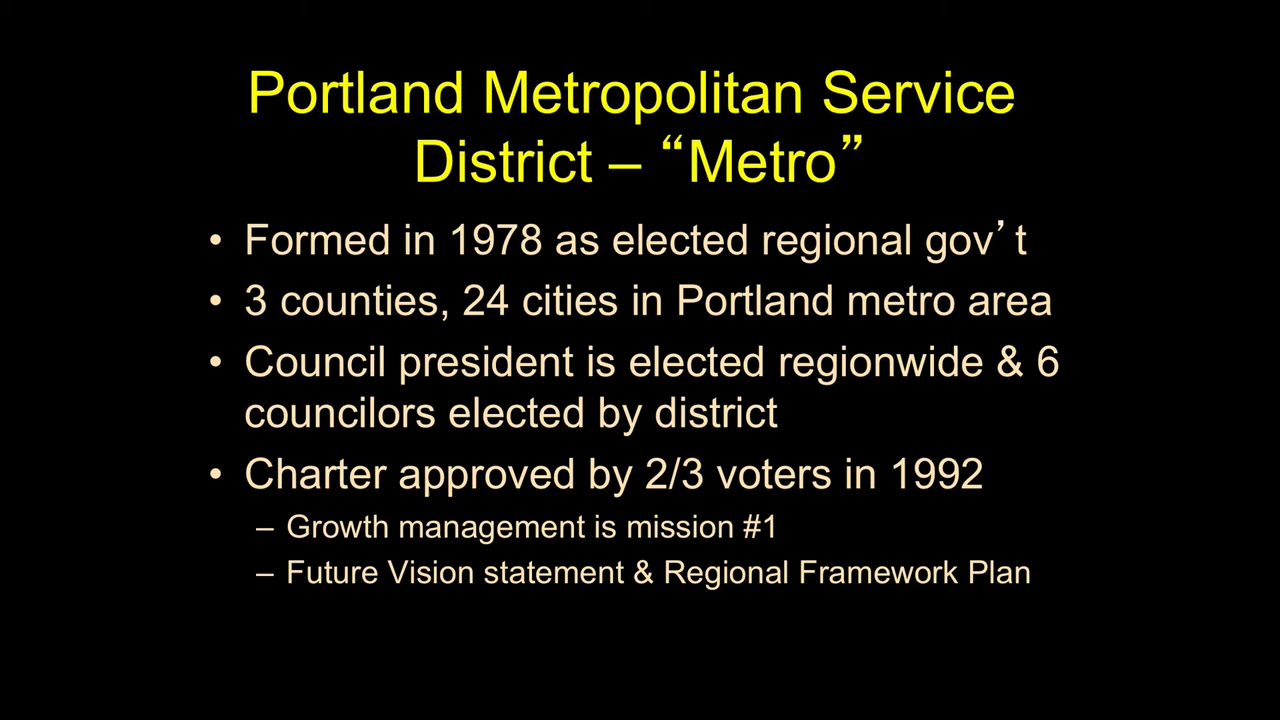 Portland Metropolitan Service
District – “Metro”
• Formed in 1978 as elected regional gov’t
• 3 counties, 24 cities in Portland metro area
• Council president is elected regionwide & 6
councilors elected by district
• Charter approved by 2/3 voters in 1992
– Growth management is mission #1
– Future Vision statement & Regional Framework Plan